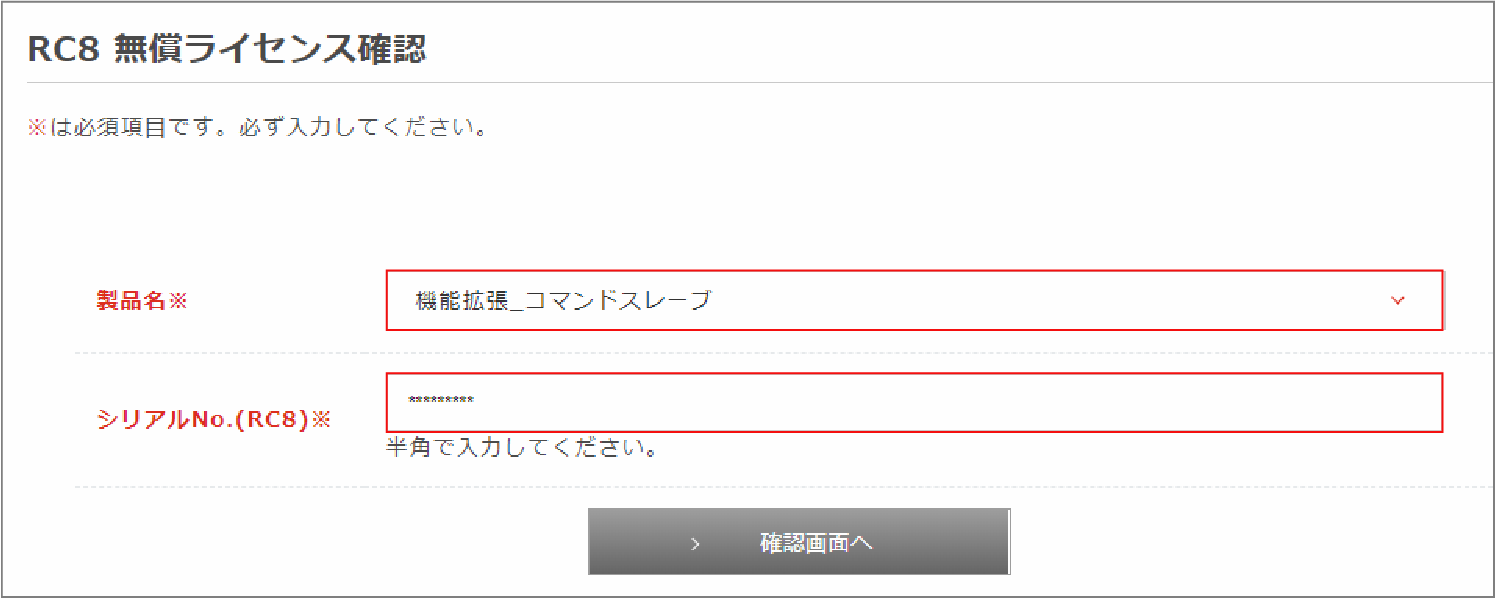 RC8 無償ライセンス確認
※は必須項目です。必ず入力してください。
製品名※
機能拡張_コマンドスレーブ
シリアルNo.(RC8)※
*********
半角で入力してください。
確認画面へ